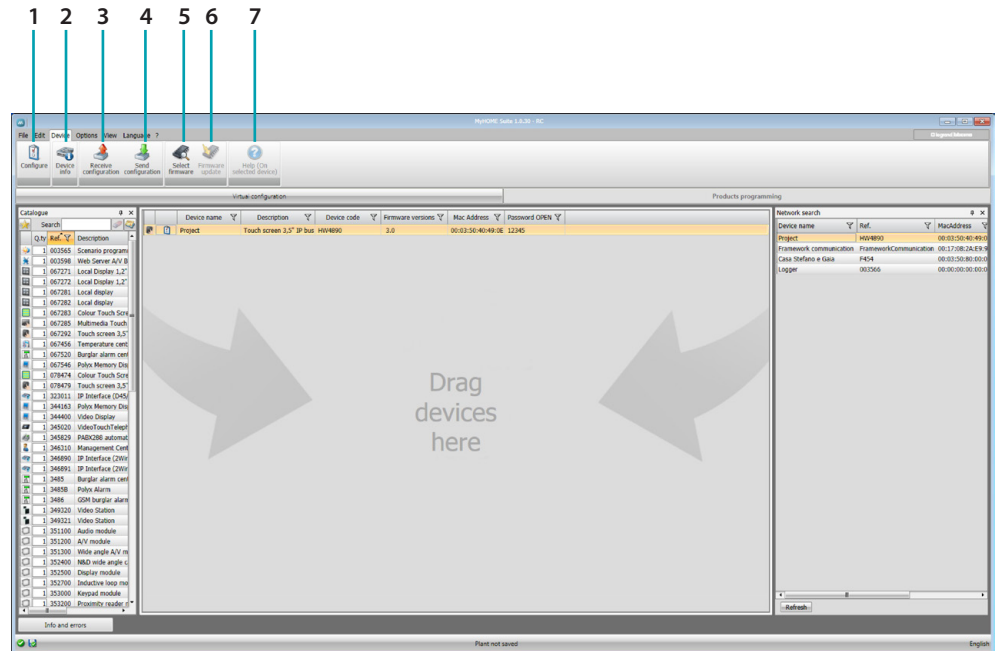 1 2 3 4 5 6 7
MyHOME Suite 1.0.30 - RC
File Edit Device Options View Language ?
Configure
Device info
Receive configuration
Send configuration
Select firmware
Firmware update
Help (On selected device)
Virtual configuration
Products programming
Catalogue
Search
Q.ty Ref. Description
1 003565 Scenario program
1 003598 Web Server A/V B
1 067271 Local Display 1,2"
1 067272 Local Display 1,2"
1 067281 Local display
1 067282 Local display
1 067283 Colour Touch Scre
1 067285 Multimedia Touch
1 067292 Touch screen 3,5"
1 067456 Temperature cent
1 067520 Burglar alarm cent
1 067546 Polyx Memory Disp
1 078474 Colour Touch Scre
1 078479 Touch screen 3,5"
1 323011 IP Interface (D45/
1 344163 Polyx Memory Disp
1 344400 Video Display
1 345020 VideoTouchTeleph
1 345829 PABX288 automat
1 346310 Management Cent
1 346890 IP Interface (2Wir
1 346891 IP Interface (2Wir
1 3485 Burglar alarm cent
1 3485B Polyx Alarm
1 3486 GSM burglar alarm
1 349320 Video Station
1 349321 Video Station
1 351100 Audio module
1 351200 A/V module
1 351300 Wide angle A/V m
1 352400 N&D wide angle c
1 352500 Display module
1 352700 Inductive loop mo
1 353000 Keypad module
1 353200 Proximity reader
Info and errors
Device name Description Device code Firmware versions Mac Address Password OPEN
Project Touch screen 3,5" IP bus HW4890 3.0 00:03:50:40:49:0E 12345
Drag
devices
here
Network search
Device name Ref. MacAddress
Project HW4890 00:03:50:40:49:0
Framework communication FrameworkCommunication 00:17:08:2A:E9:9
Casa Stefano e Gaia F454 00:03:50:80:00:0
Logger 003566 00:00:00:00:00:0
Refresh
Plant not saved
English